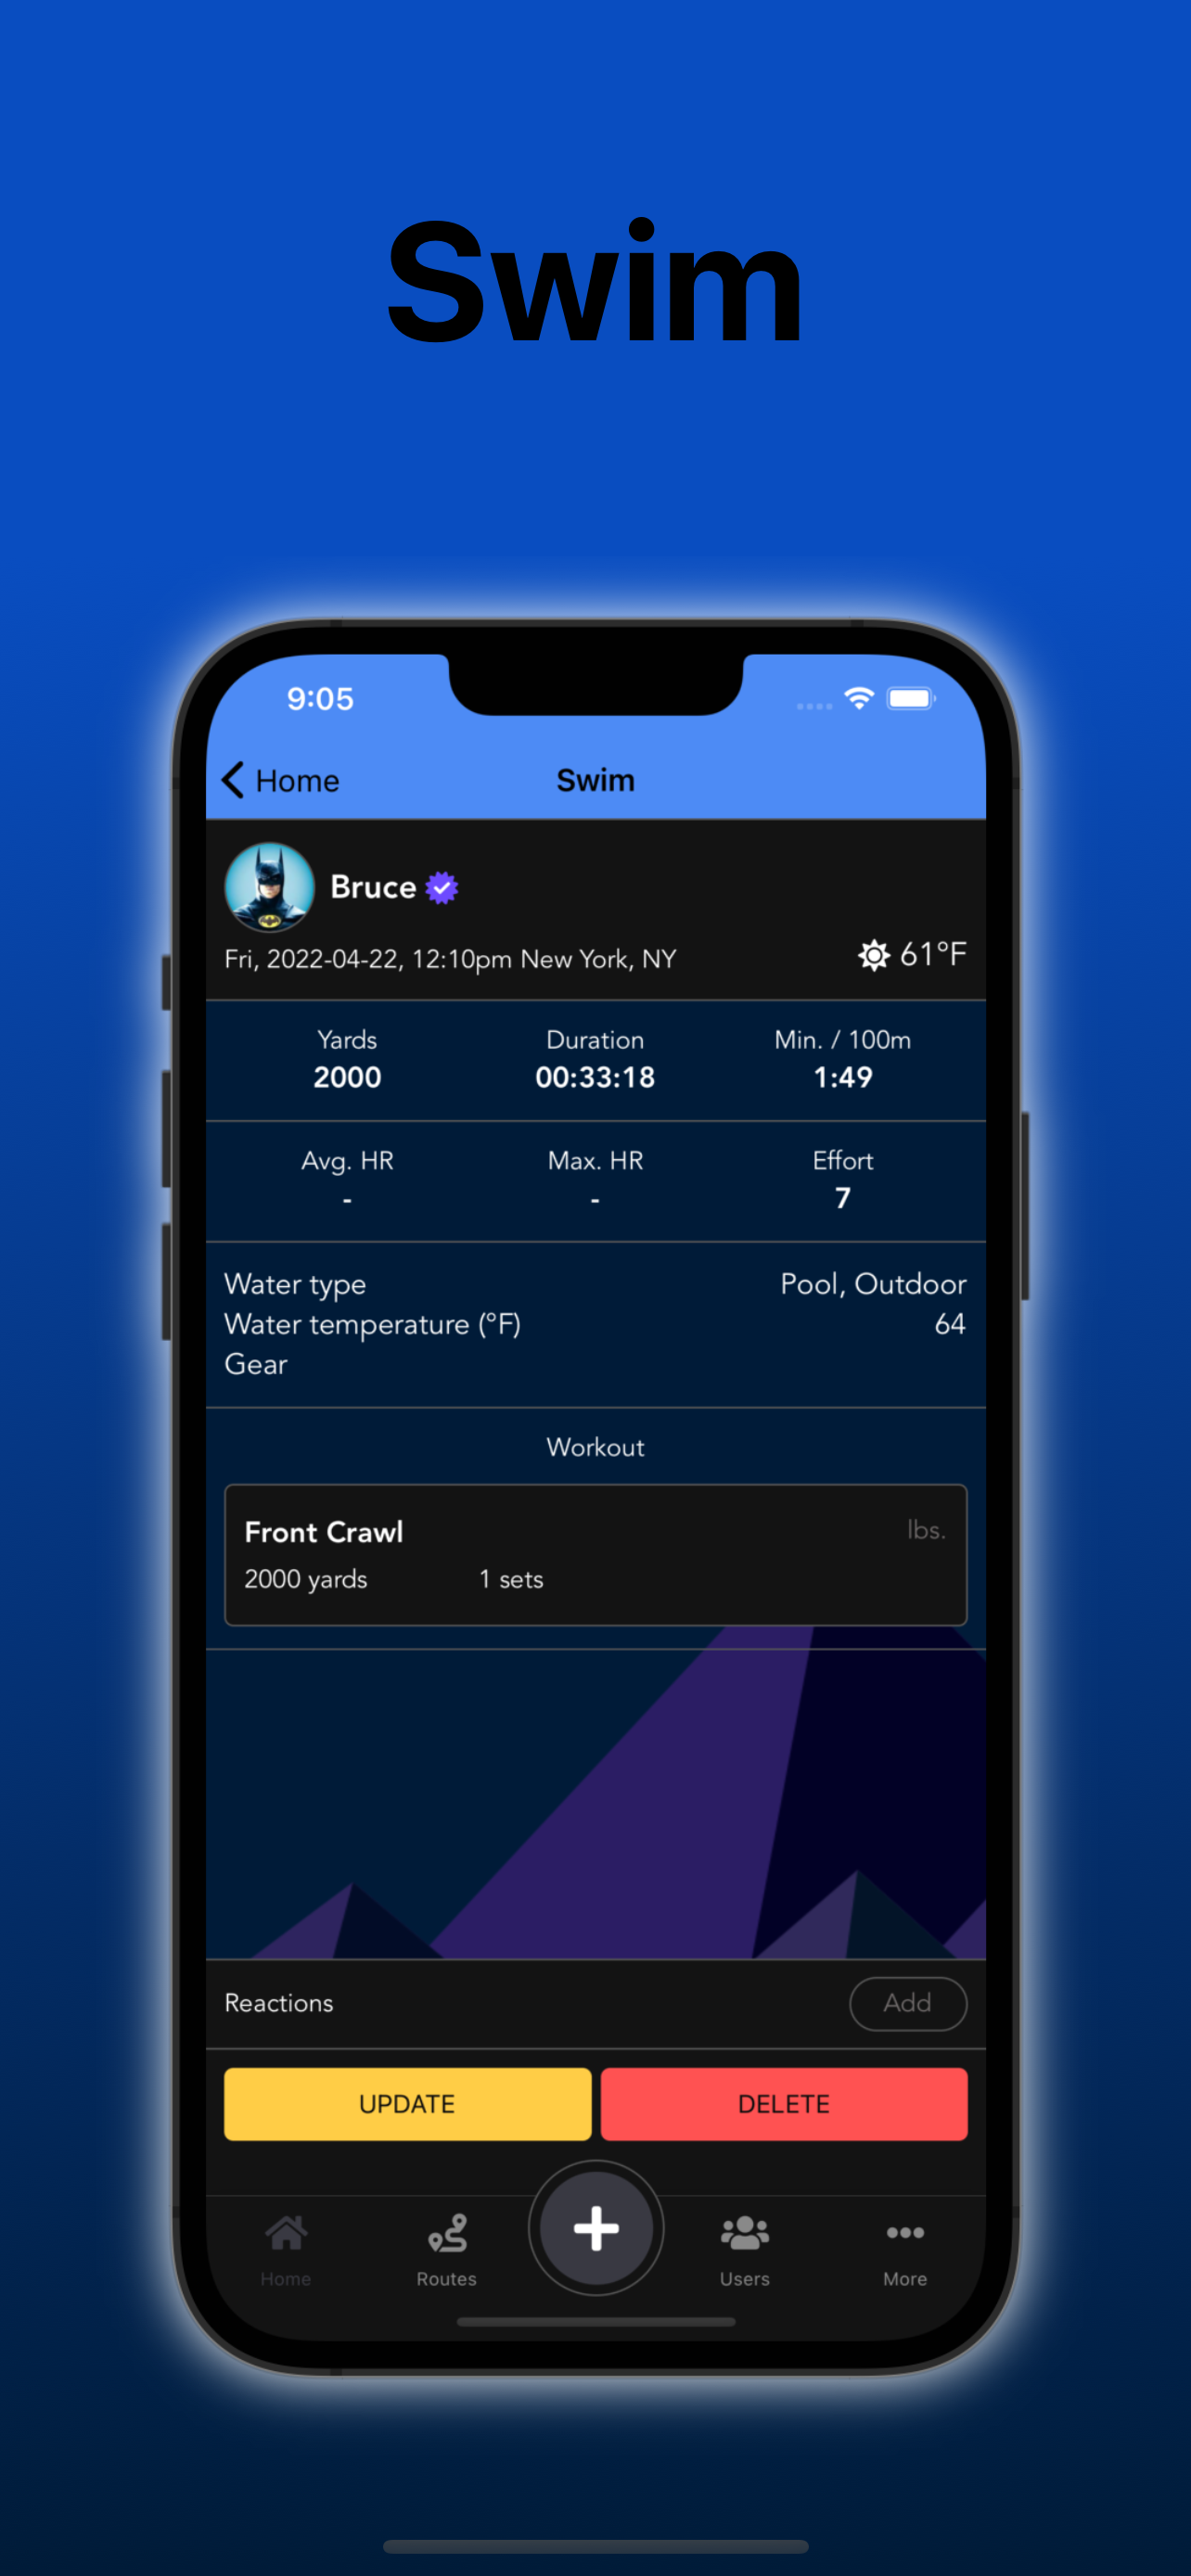 Swim
9:05
Home
Swim
Bruce
Fri, 2022-04-22, 12:10pm New York, NY
61°F
Yards
Duration
Min. / 100m
2000
00:33:18
1:49
Avg. HR
Max. HR
Effort
-
-
7
Water type
Pool, Outdoor
Water temperature (°F)
64
Gear
Workout
Front Crawl
lbs.
2000 yards
1 sets
Reactions
Add
UPDATE
DELETE
Home
Routes
Users
More